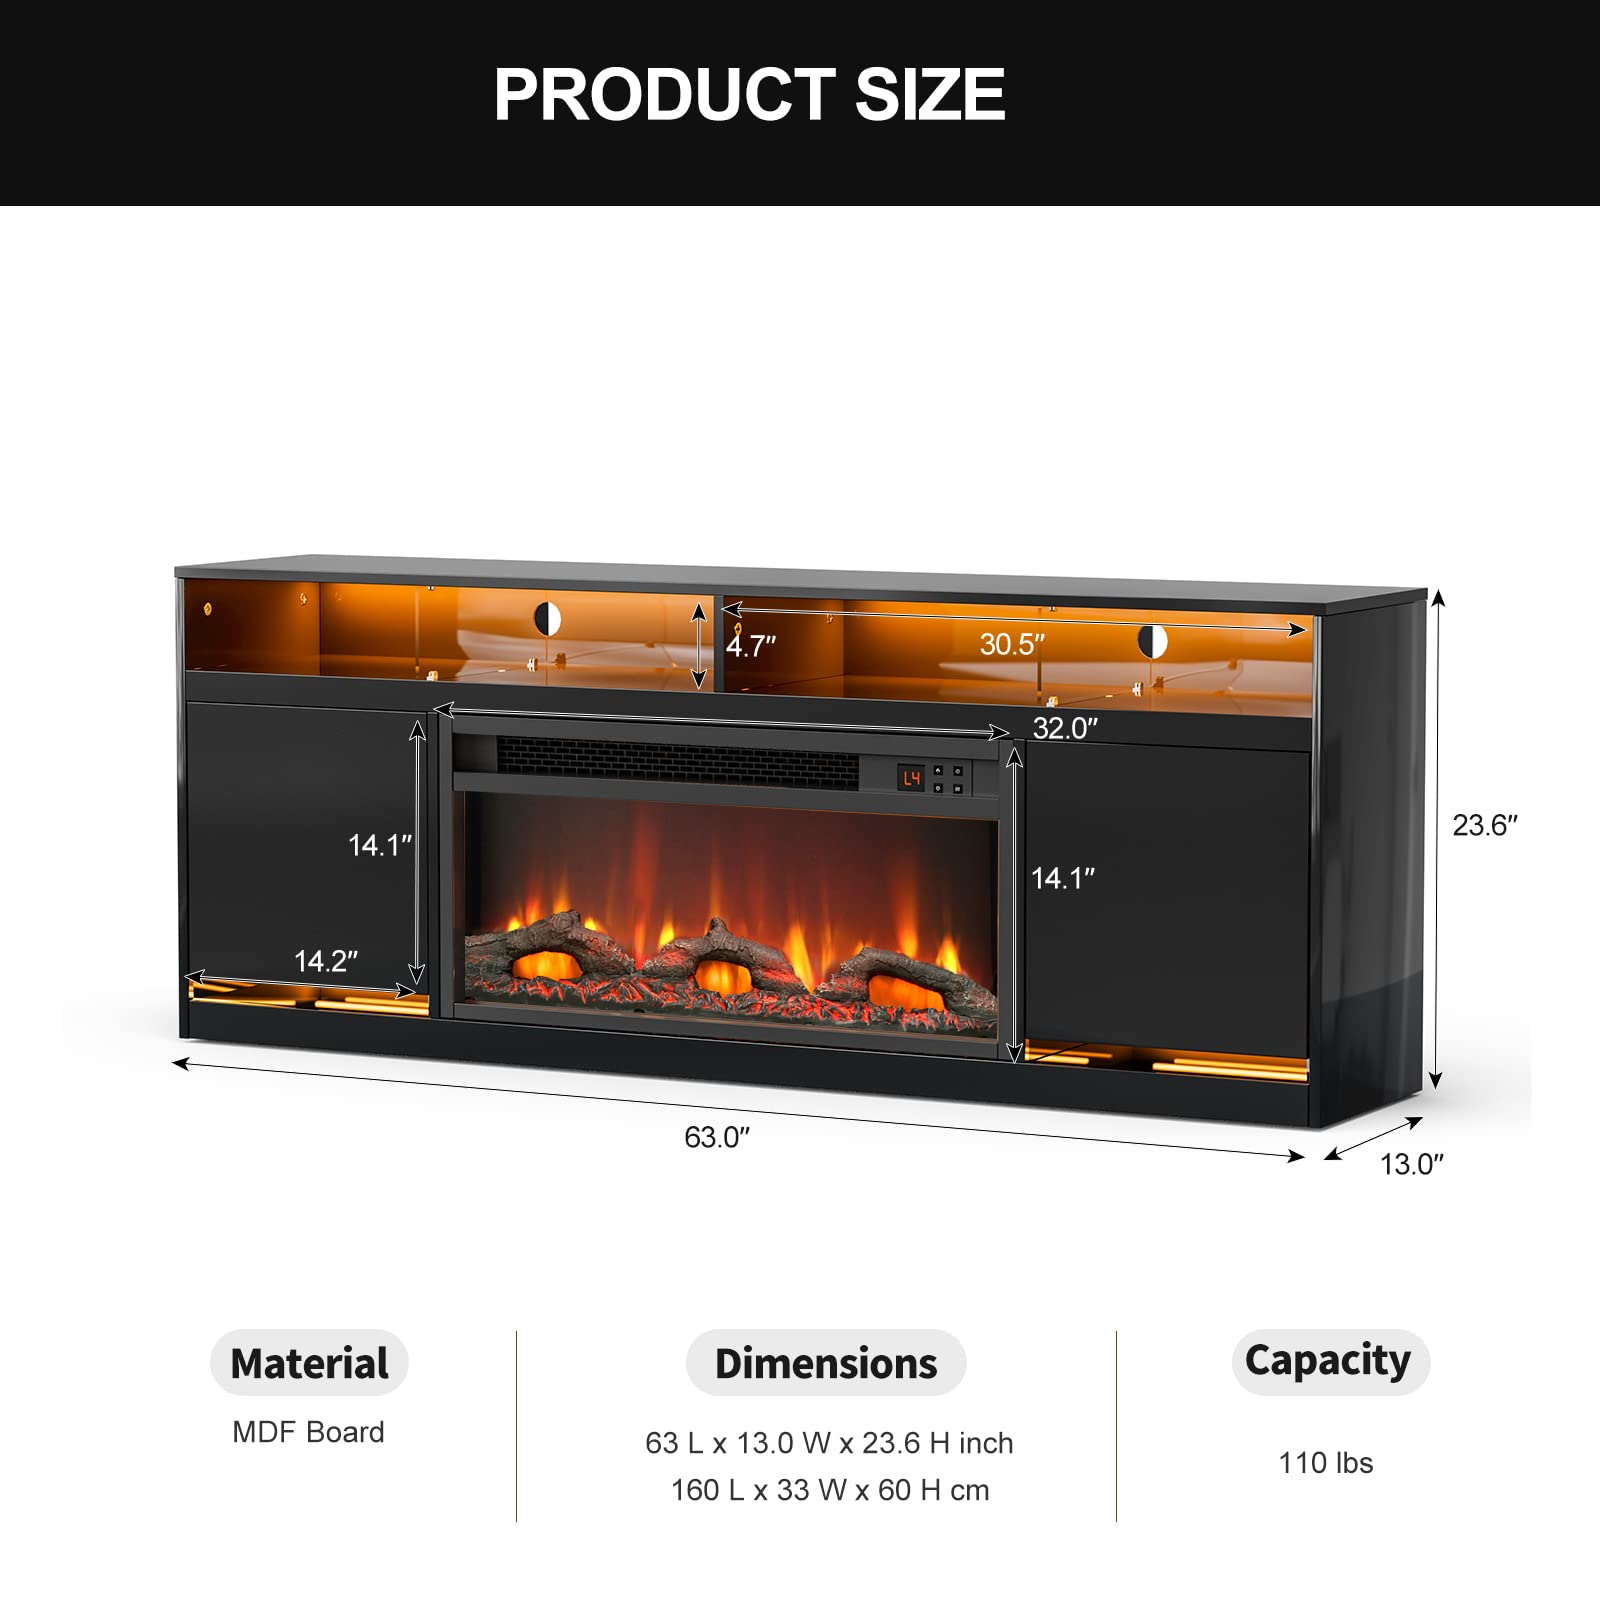 PRODUCT SIZE
4.7"
30.5"
32.0"
L4
14.1"
14.1"
23.6"
14.2"
63.0"
13.0"
Material
MDF Board
Dimensions
63 L x 13.0 W x 23.6 H inch
160 L x 33 W x 60 H cm
Capacity
110 lbs